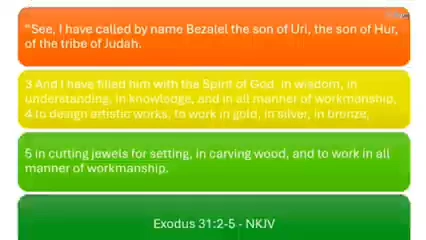 "See, I have called by name Bezalel the son of Uri, the son of Hur,
of the tribe of Judah.
3 And I have filled him with the Spirit of God, in wisdom, in
understanding, in knowledge, and in all manner of workmanship,
4 to design artistic works, to work in gold, in silver, in bronze,
5 in cutting jewels for setting, in carving wood, and to work in all
manner of workmanship.
Exodus 31:2-5 - NKJV